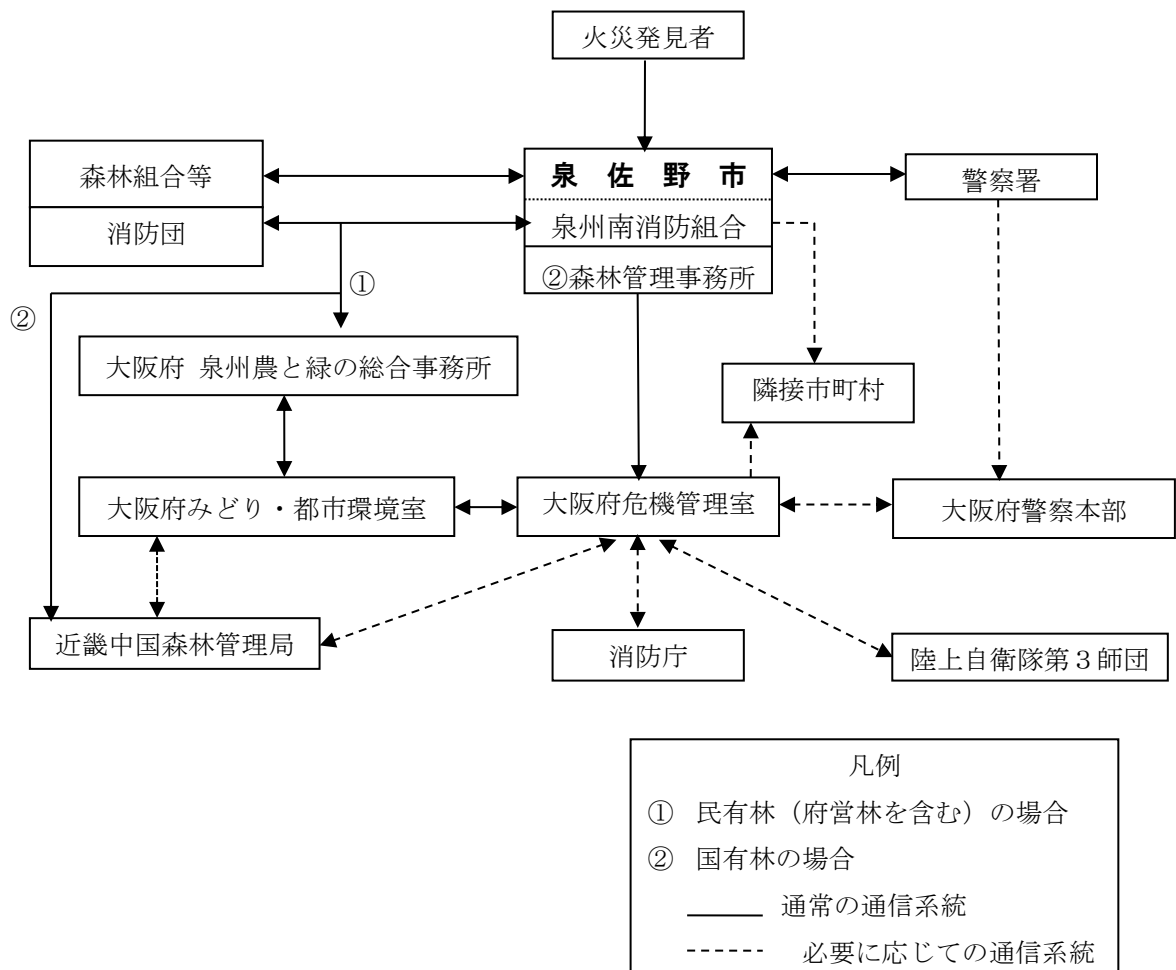 火災発見者
森林組合等
消防団
泉 佐 野 市
泉州南消防組合
②森林管理事務所
警察署
①
②
大阪府 泉州農と緑の総合事務所
隣接市町村
大阪府みどり・都市環境室
大阪府危機管理室
大阪府警察本部
近畿中国森林管理局
消防庁
陸上自衛隊第3師団
凡例
① 民有林(府営林を含む)の場合
② 国有林の場合
通常の通信系統
必要に応じての通信系統